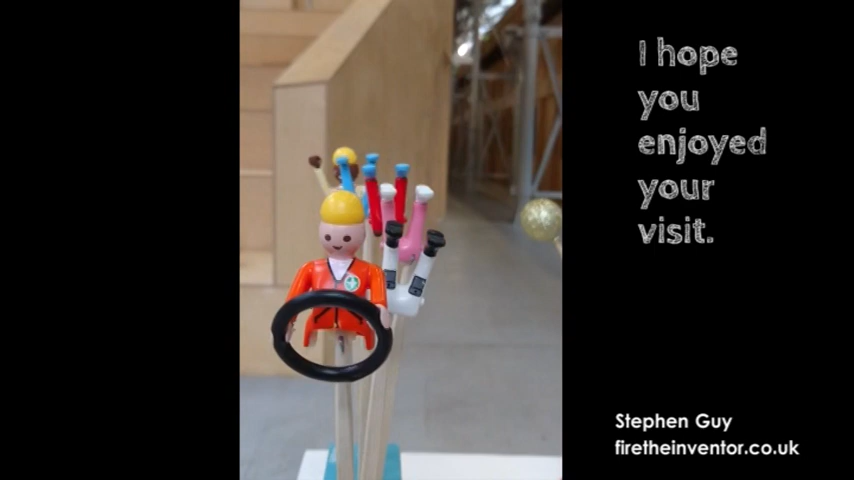 I hope
you
enjoyed
your
visit.
Stephen Guy
firetheinventor.co.uk